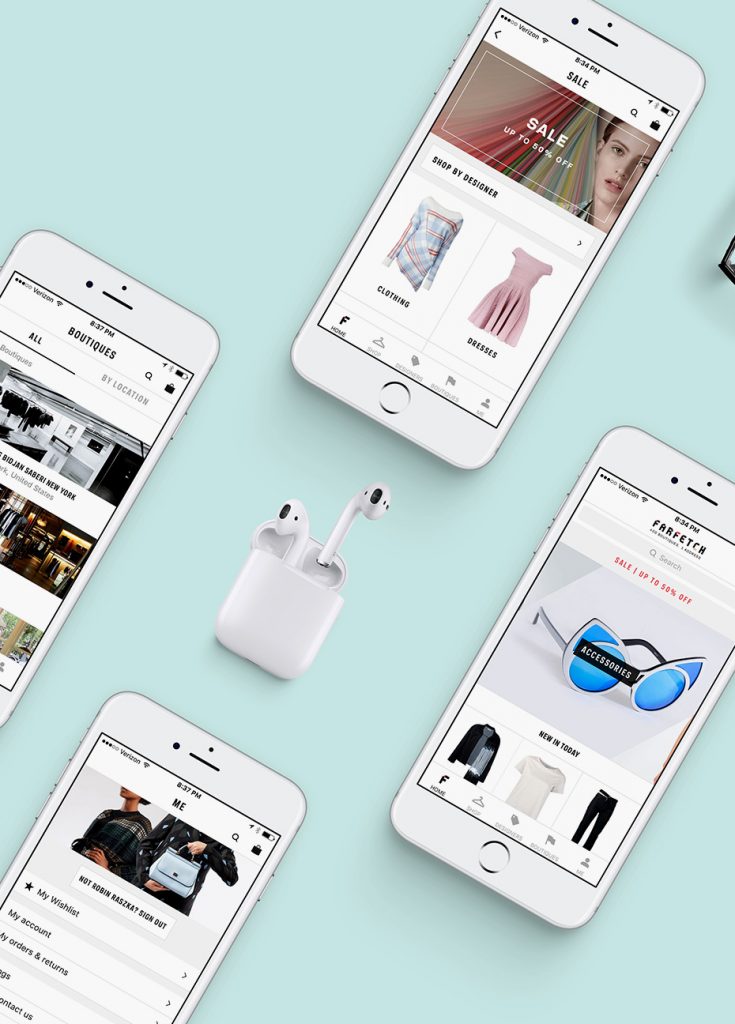 Verizon
8:34 PM
SALE
SALE
UP TO 50% OFF
SHOP BY DESIGNER
CLOTHING
DRESSES
HOME
SHOP
DESIGNERS
BOUTIQUES
ME
Verizon
8:37 PM
BOUTIQUES
ALL
BY LOCATION
Boutiques
BIDJAN SABERI NEW YORK
United States
Verizon
8:34 PM
FARFETCH
BOUTIQUES, 1 ADDRESS
Search
SALE | UP TO 50% OFF
ACCESSORIES
NEW IN TODAY
HOME
SHOP
DESIGNERS
BOUTIQUES
ME
Verizon
8:37 PM
ME
NOT ROBIN RASZKA? SIGN OUT
My Wishlist
My account
My orders & returns
ngs
ontact us